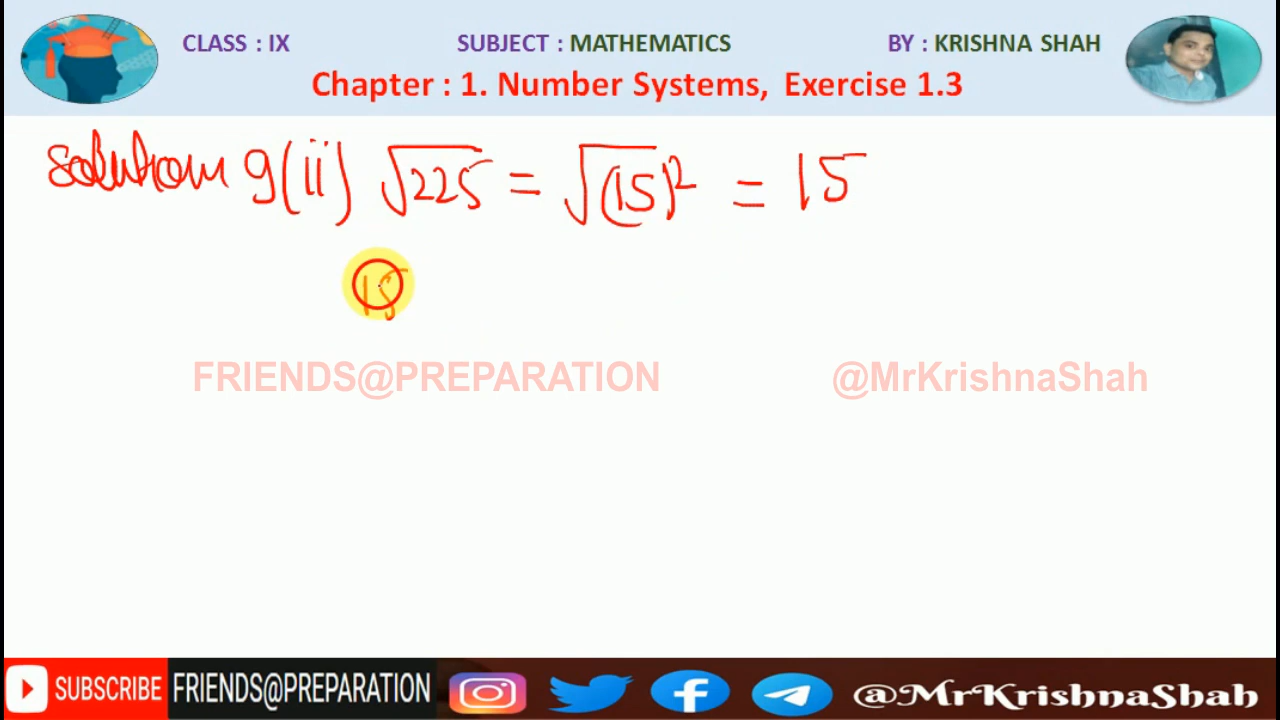 CLASS : IX SUBJECT : MATHEMATICS BY : KRISHNA SHAH
Chapter : 1. Number Systems, Exercise 1.3
solution 9(ii) √225 = √(15)² = 15
15
FRIENDS@PREPARATION @MrKrishnaShah
SUBSCRIBE FRIENDS@PREPARATION @MrKrishnaShah